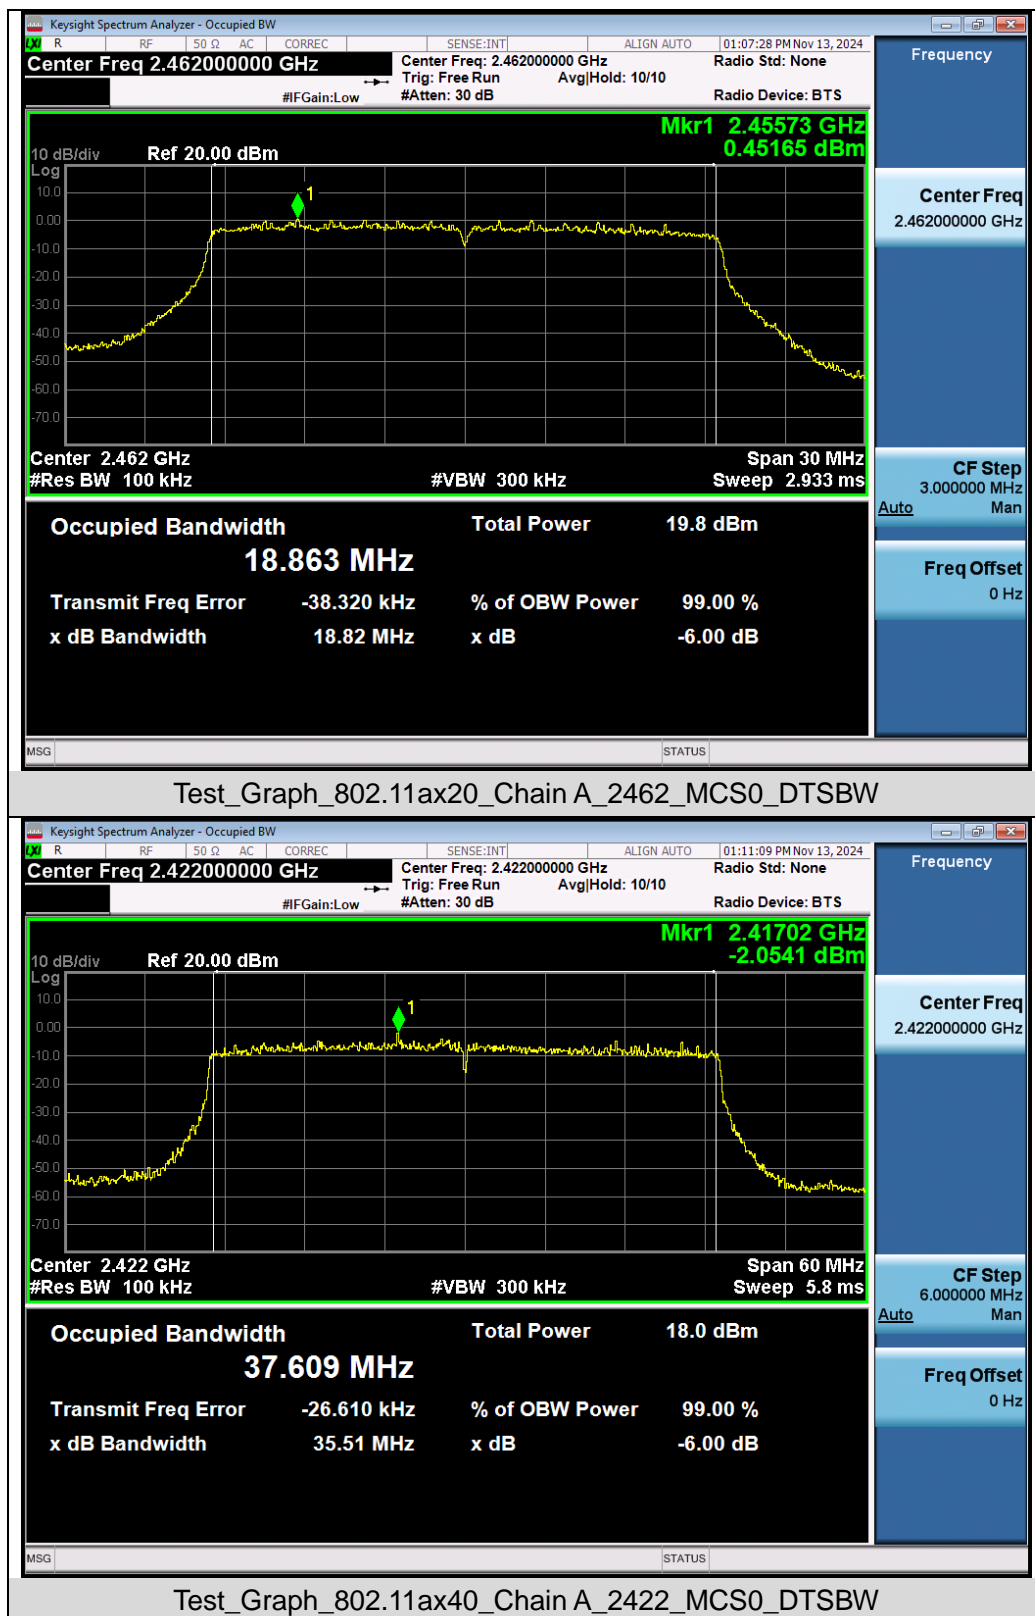 Keysight Spectrum Analyzer - Occupied BW
LXI R RF 50 Ω AC CORREC SENSE:INT ALIGN AUTO 01:07:28 PM Nov 13, 2024
Center Freq 2.462000000 GHz
Center Freq: 2.462000000 GHz Radio Std: None
Trig: Free Run Avg|Hold: 10/10
#IFGain:Low #Atten: 30 dB Radio Device: BTS
Mkr1 2.45573 GHz
0.45165 dBm
10 dB/div Ref 20.00 dBm
Log
10.0
1
0.00
-10.0
-20.0
-30.0
-40.0
-50.0
-60.0
-70.0
Center 2.462 GHz Span 30 MHz
#Res BW 100 kHz #VBW 300 kHz Sweep 2.933 ms
Occupied Bandwidth Total Power 19.8 dBm
18.863 MHz
Transmit Freq Error -38.320 kHz % of OBW Power 99.00 %
x dB Bandwidth 18.82 MHz x dB -6.00 dB
MSG STATUS
Frequency
Center Freq
2.462000000 GHz
CF Step
3.000000 MHz
Auto Man
Freq Offset
0 Hz
Test_Graph_802.11ax20_Chain A_2462_MCS0_DTSBW
Keysight Spectrum Analyzer - Occupied BW
LXI R RF 50 Ω AC CORREC SENSE:INT ALIGN AUTO 01:11:09 PM Nov 13, 2024
Center Freq 2.422000000 GHz
Center Freq: 2.422000000 GHz Radio Std: None
Trig: Free Run Avg|Hold: 10/10
#IFGain:Low #Atten: 30 dB Radio Device: BTS
Mkr1 2.41702 GHz
-2.0541 dBm
10 dB/div Ref 20.00 dBm
Log
10.0
1
0.00
-10.0
-20.0
-30.0
-40.0
-50.0
-60.0
-70.0
Center 2.422 GHz Span 60 MHz
#Res BW 100 kHz #VBW 300 kHz Sweep 5.8 ms
Occupied Bandwidth Total Power 18.0 dBm
37.609 MHz
Transmit Freq Error -26.610 kHz % of OBW Power 99.00 %
x dB Bandwidth 35.51 MHz x dB -6.00 dB
MSG STATUS
Frequency
Center Freq
2.422000000 GHz
CF Step
6.000000 MHz
Auto Man
Freq Offset
0 Hz
Test_Graph_802.11ax40_Chain A_2422_MCS0_DTSBW